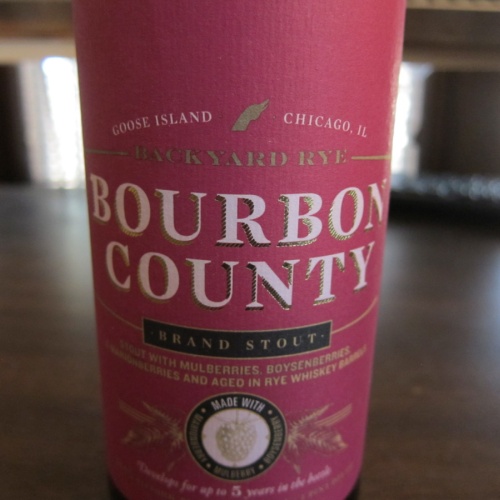 GOOSE ISLAND CHICAGO, IL
BACKYARD RYE
BOURBON
COUNTY
BRAND STOUT
STOUT WITH MULBERRIES, BOYSENBERRIES,
AND AGED IN RYE WHISKEY
MADE WITH
MULBERRY
Develops for up to 5 years in the bottle